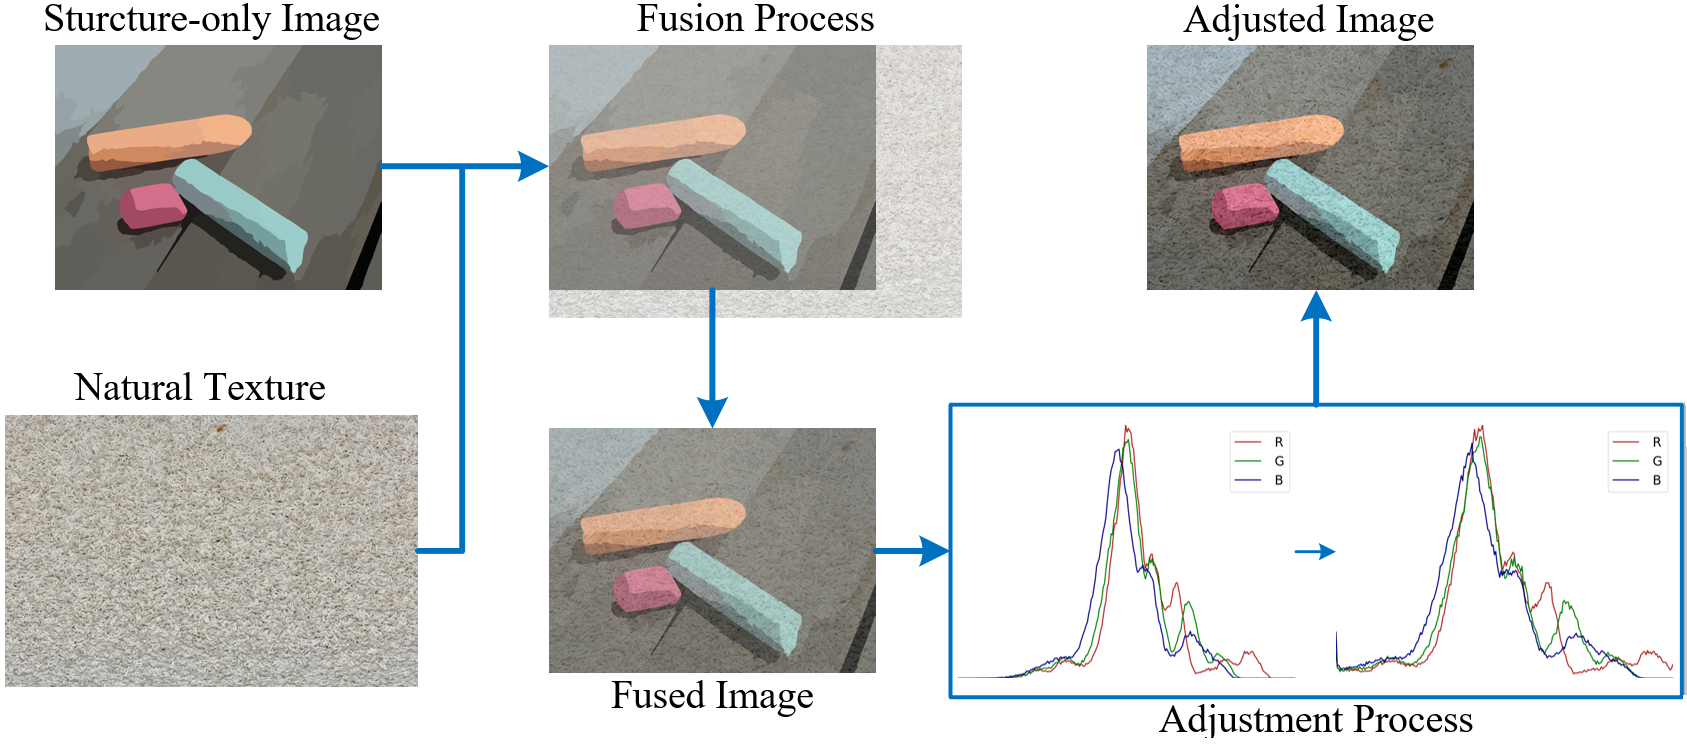 Sturcture-only Image
Fusion Process
Adjusted Image
Natural Texture
Fused Image
R
G
B
R
G
B
Adjustment Process